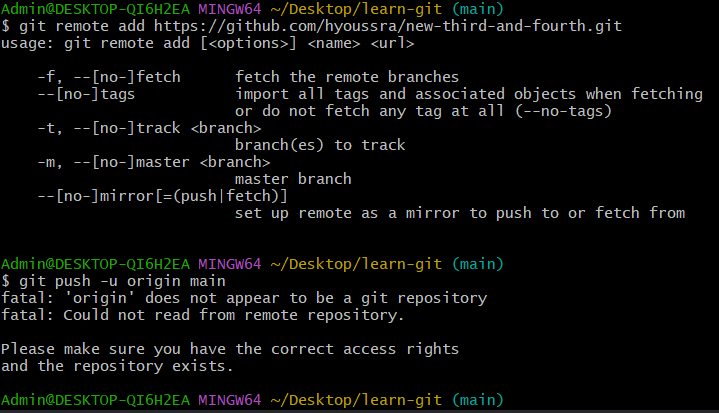 Admin@DESKTOP-QI6H2EA MINGW64 ~/Desktop/learn-git (main)
$ git remote add https://github.com/hyoussra/new-third-and-fourth.git
usage: git remote add [<options>] <name> <url>
-f, --[no-]fetch fetch the remote branches
--[no-]tags import all tags and associated objects when fetching
or do not fetch any tag at all (--no-tags)
-t, --[no-]track <branch>
branch(es) to track
-m, --[no-]master <branch>
master branch
--[no-]mirror[=(push|fetch)]
set up remote as a mirror to push to or fetch from
Admin@DESKTOP-QI6H2EA MINGW64 ~/Desktop/learn-git (main)
$ git push -u origin main
fatal: 'origin' does not appear to be a git repository
fatal: Could not read from remote repository.
Please make sure you have the correct access rights
and the repository exists.
Admin@DESKTOP-QI6H2EA MINGW64 ~/Desktop/learn-git (main)